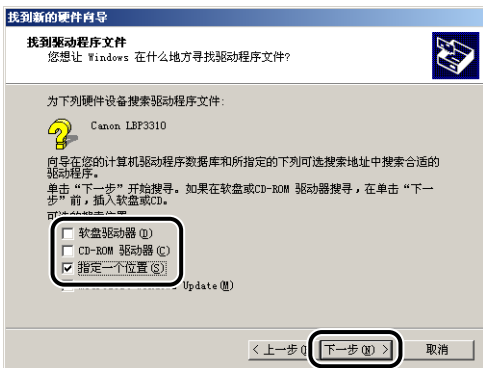 找到新的硬件向导
找到驱动程序文件
您想让 Windows 在什么地方寻找驱动程序文件?
为下列硬件设备搜索驱动程序文件:
Canon LBP3310
向导在您的计算机驱动程序数据库和所指定的下列可选搜索地址中搜索合适的
驱动程序。
单击“下一步”开始搜寻。如果在软盘或CD-ROM 驱动器搜寻，在单击“下一
步”前，插入软盘或CD。
软盘驱动器(D)
CD-ROM 驱动器(C)
指定一个位置(S)
Update(M)
< 上一步
下一步(N) >
取消